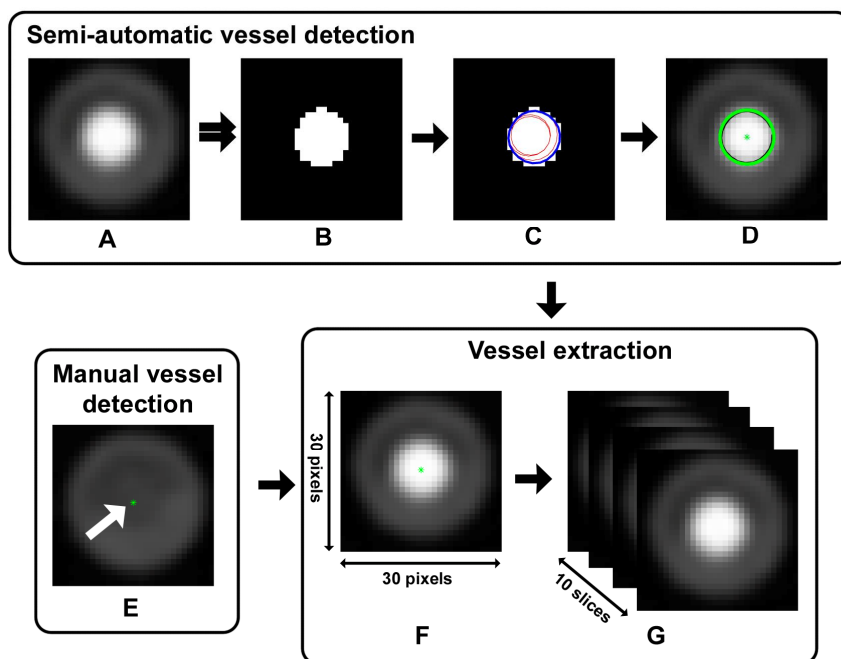 Semi-automatic vessel detection
A
B
C
D
Manual vessel
detection
E
Vessel extraction
30 pixels
30 pixels
F
10 slices
G